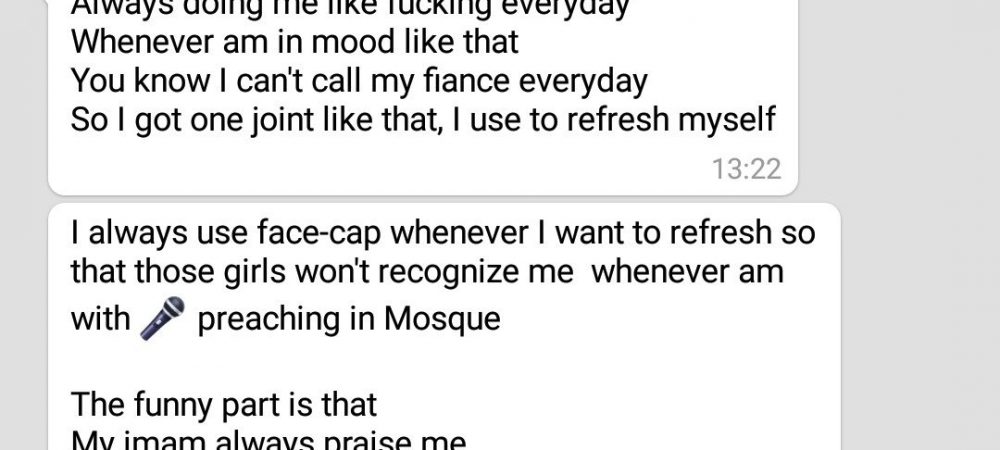 Always doing me like fucking everyday
Whenever am in mood like that
You know I can't call my fiance everyday
So I got one joint like that, I use to refresh myself
13:22
I always use face-cap whenever I want to refresh so
that those girls won't recognize me  whenever am
with 🎤 preaching in Mosque
The funny part is that
My imam always praise me